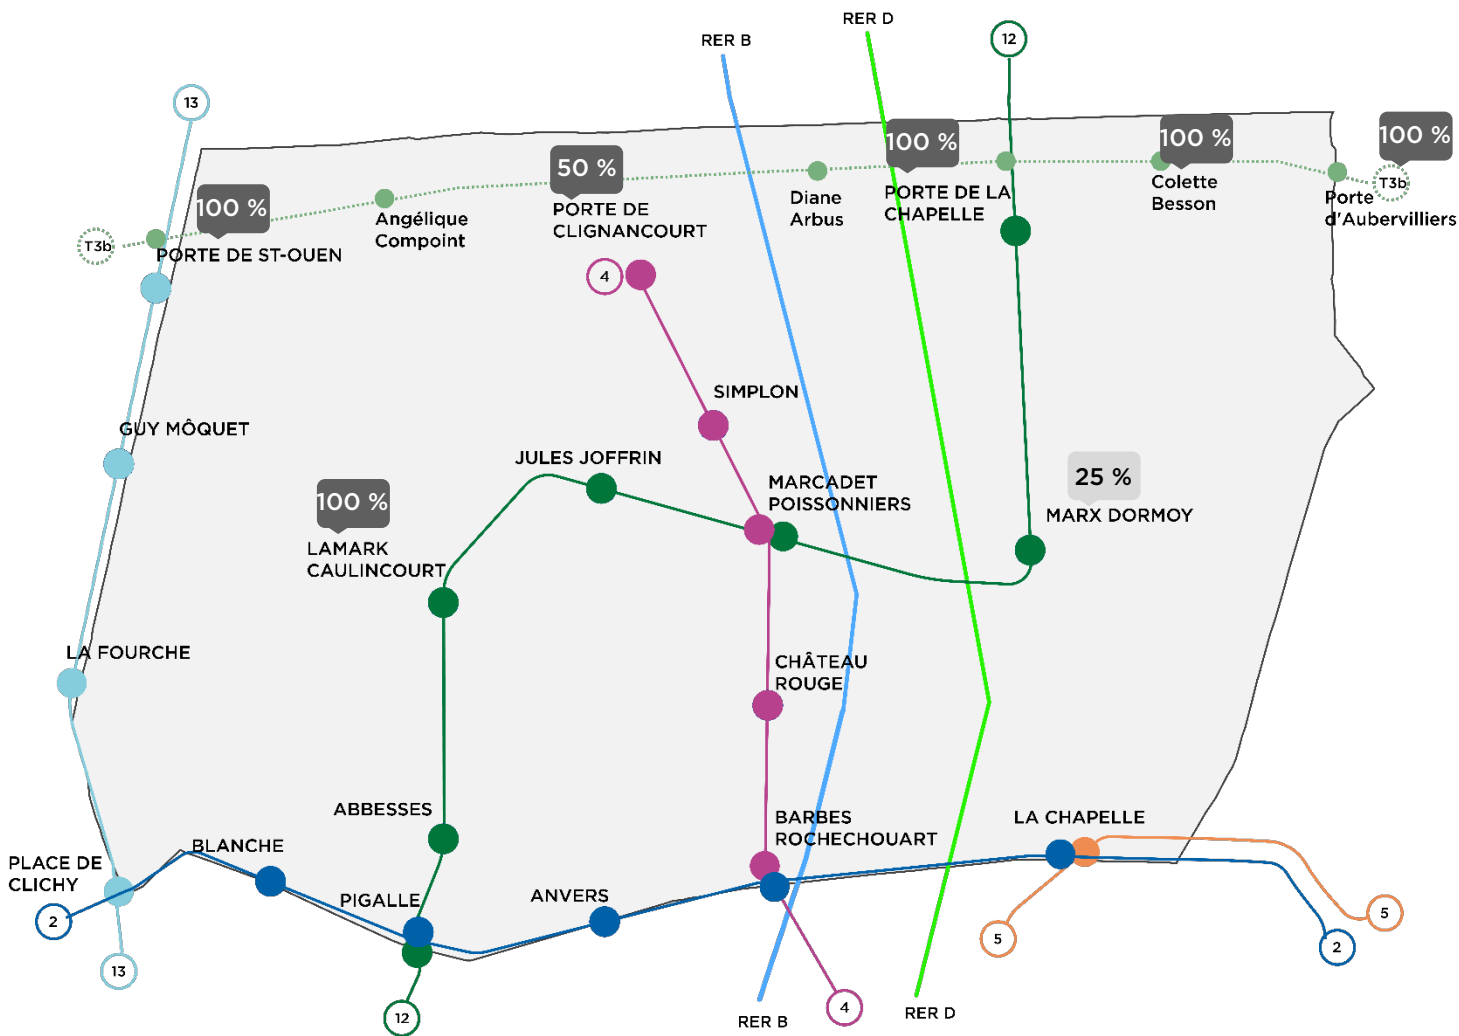 RER D
RER B
12
13
100 %
100 %
100 %
50 %
100 %
T3b
PORTE DE ST-OUEN
Angélique
Compoint
PORTE DE
CLIGNANCOURT
Diane
Arbus
PORTE DE LA
CHAPELLE
Colette
Besson
T3b
Porte
d'Aubervilliers
4
SIMPLON
GUY MÔQUET
JULES JOFFRIN
MARCADET
POISSONNIERS
25 %
MARX DORMOY
100 %
LAMARK
CAULINCOURT
LA FOURCHE
CHÂTEAU
ROUGE
ABBESSES
BARBES
ROCHECHOUART
LA CHAPELLE
BLANCHE
PLACE DE
CLICHY
PIGALLE
ANVERS
2
5
5
2
13
12
RER B
4
RER D